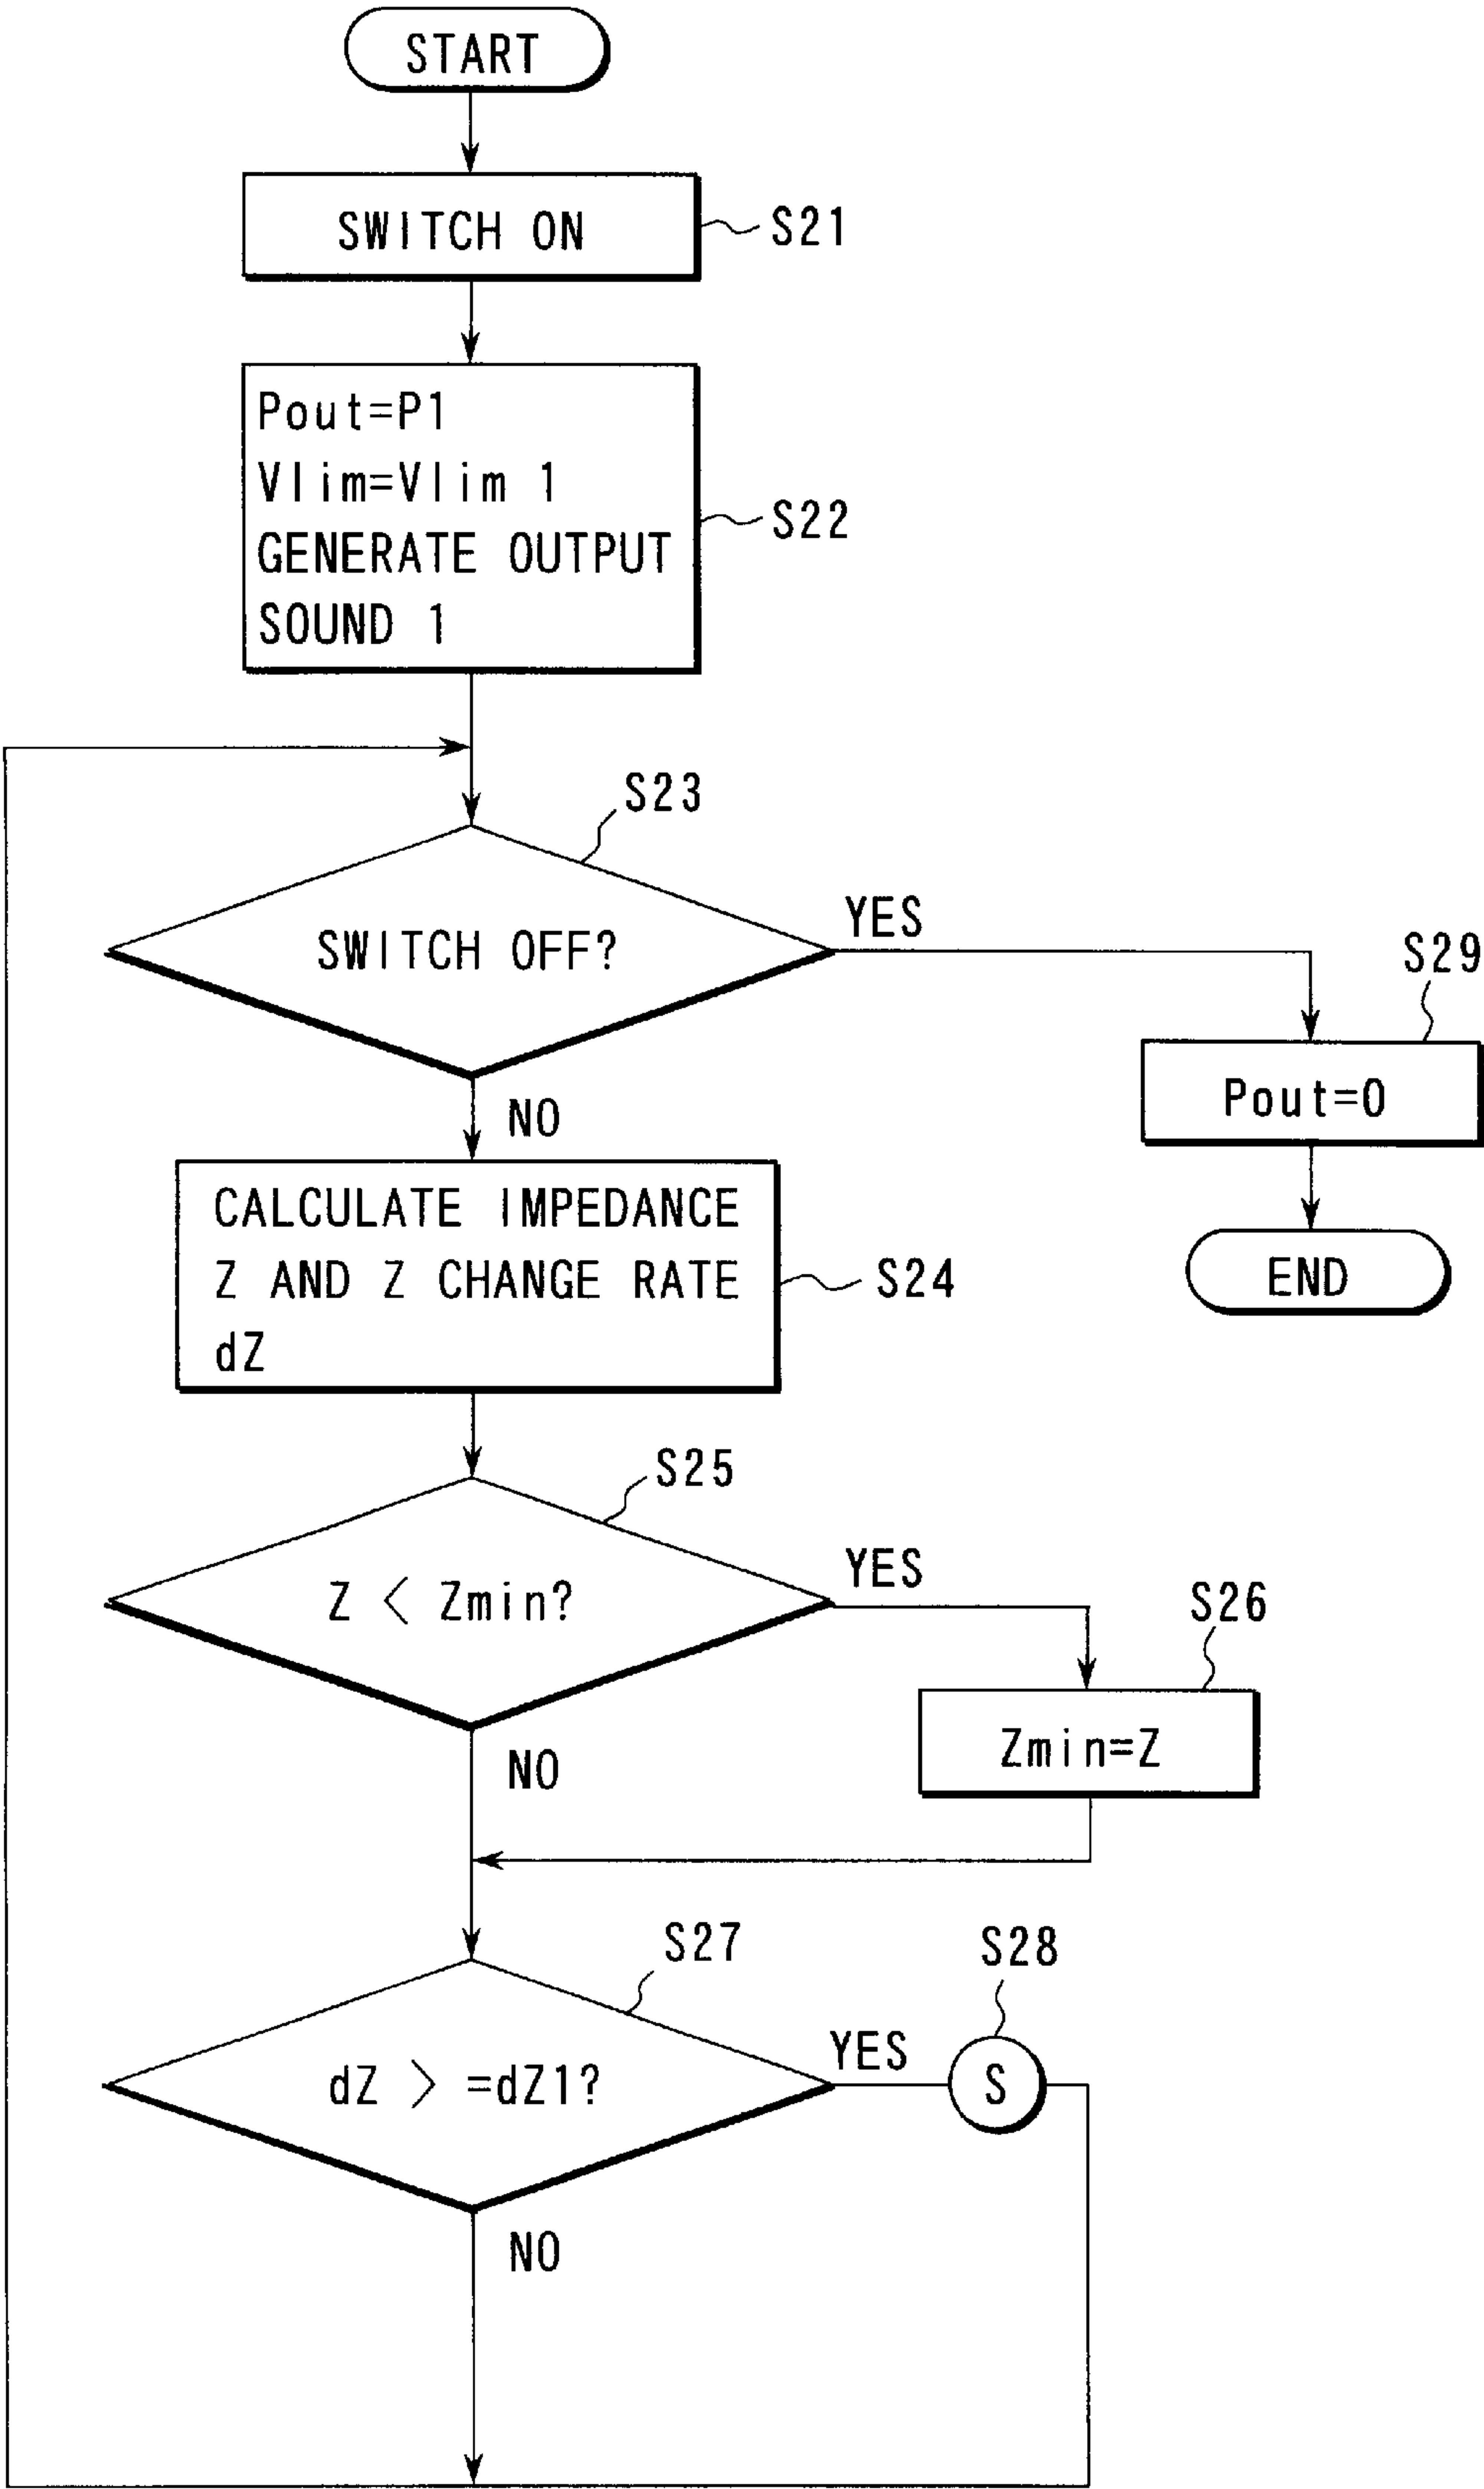 START
SWITCH ON
S21
Pout=P1
Vlim=Vlim 1
GENERATE OUTPUT
SOUND 1
S22
S23
SWITCH OFF?
YES
S29
Pout=0
NO
END
CALCULATE IMPEDANCE
Z AND Z CHANGE RATE
dZ
S24
S25
Z < Zmin?
YES
S26
Zmin=Z
NO
S27
S28
dZ > =dZ1?
YES
S
NO